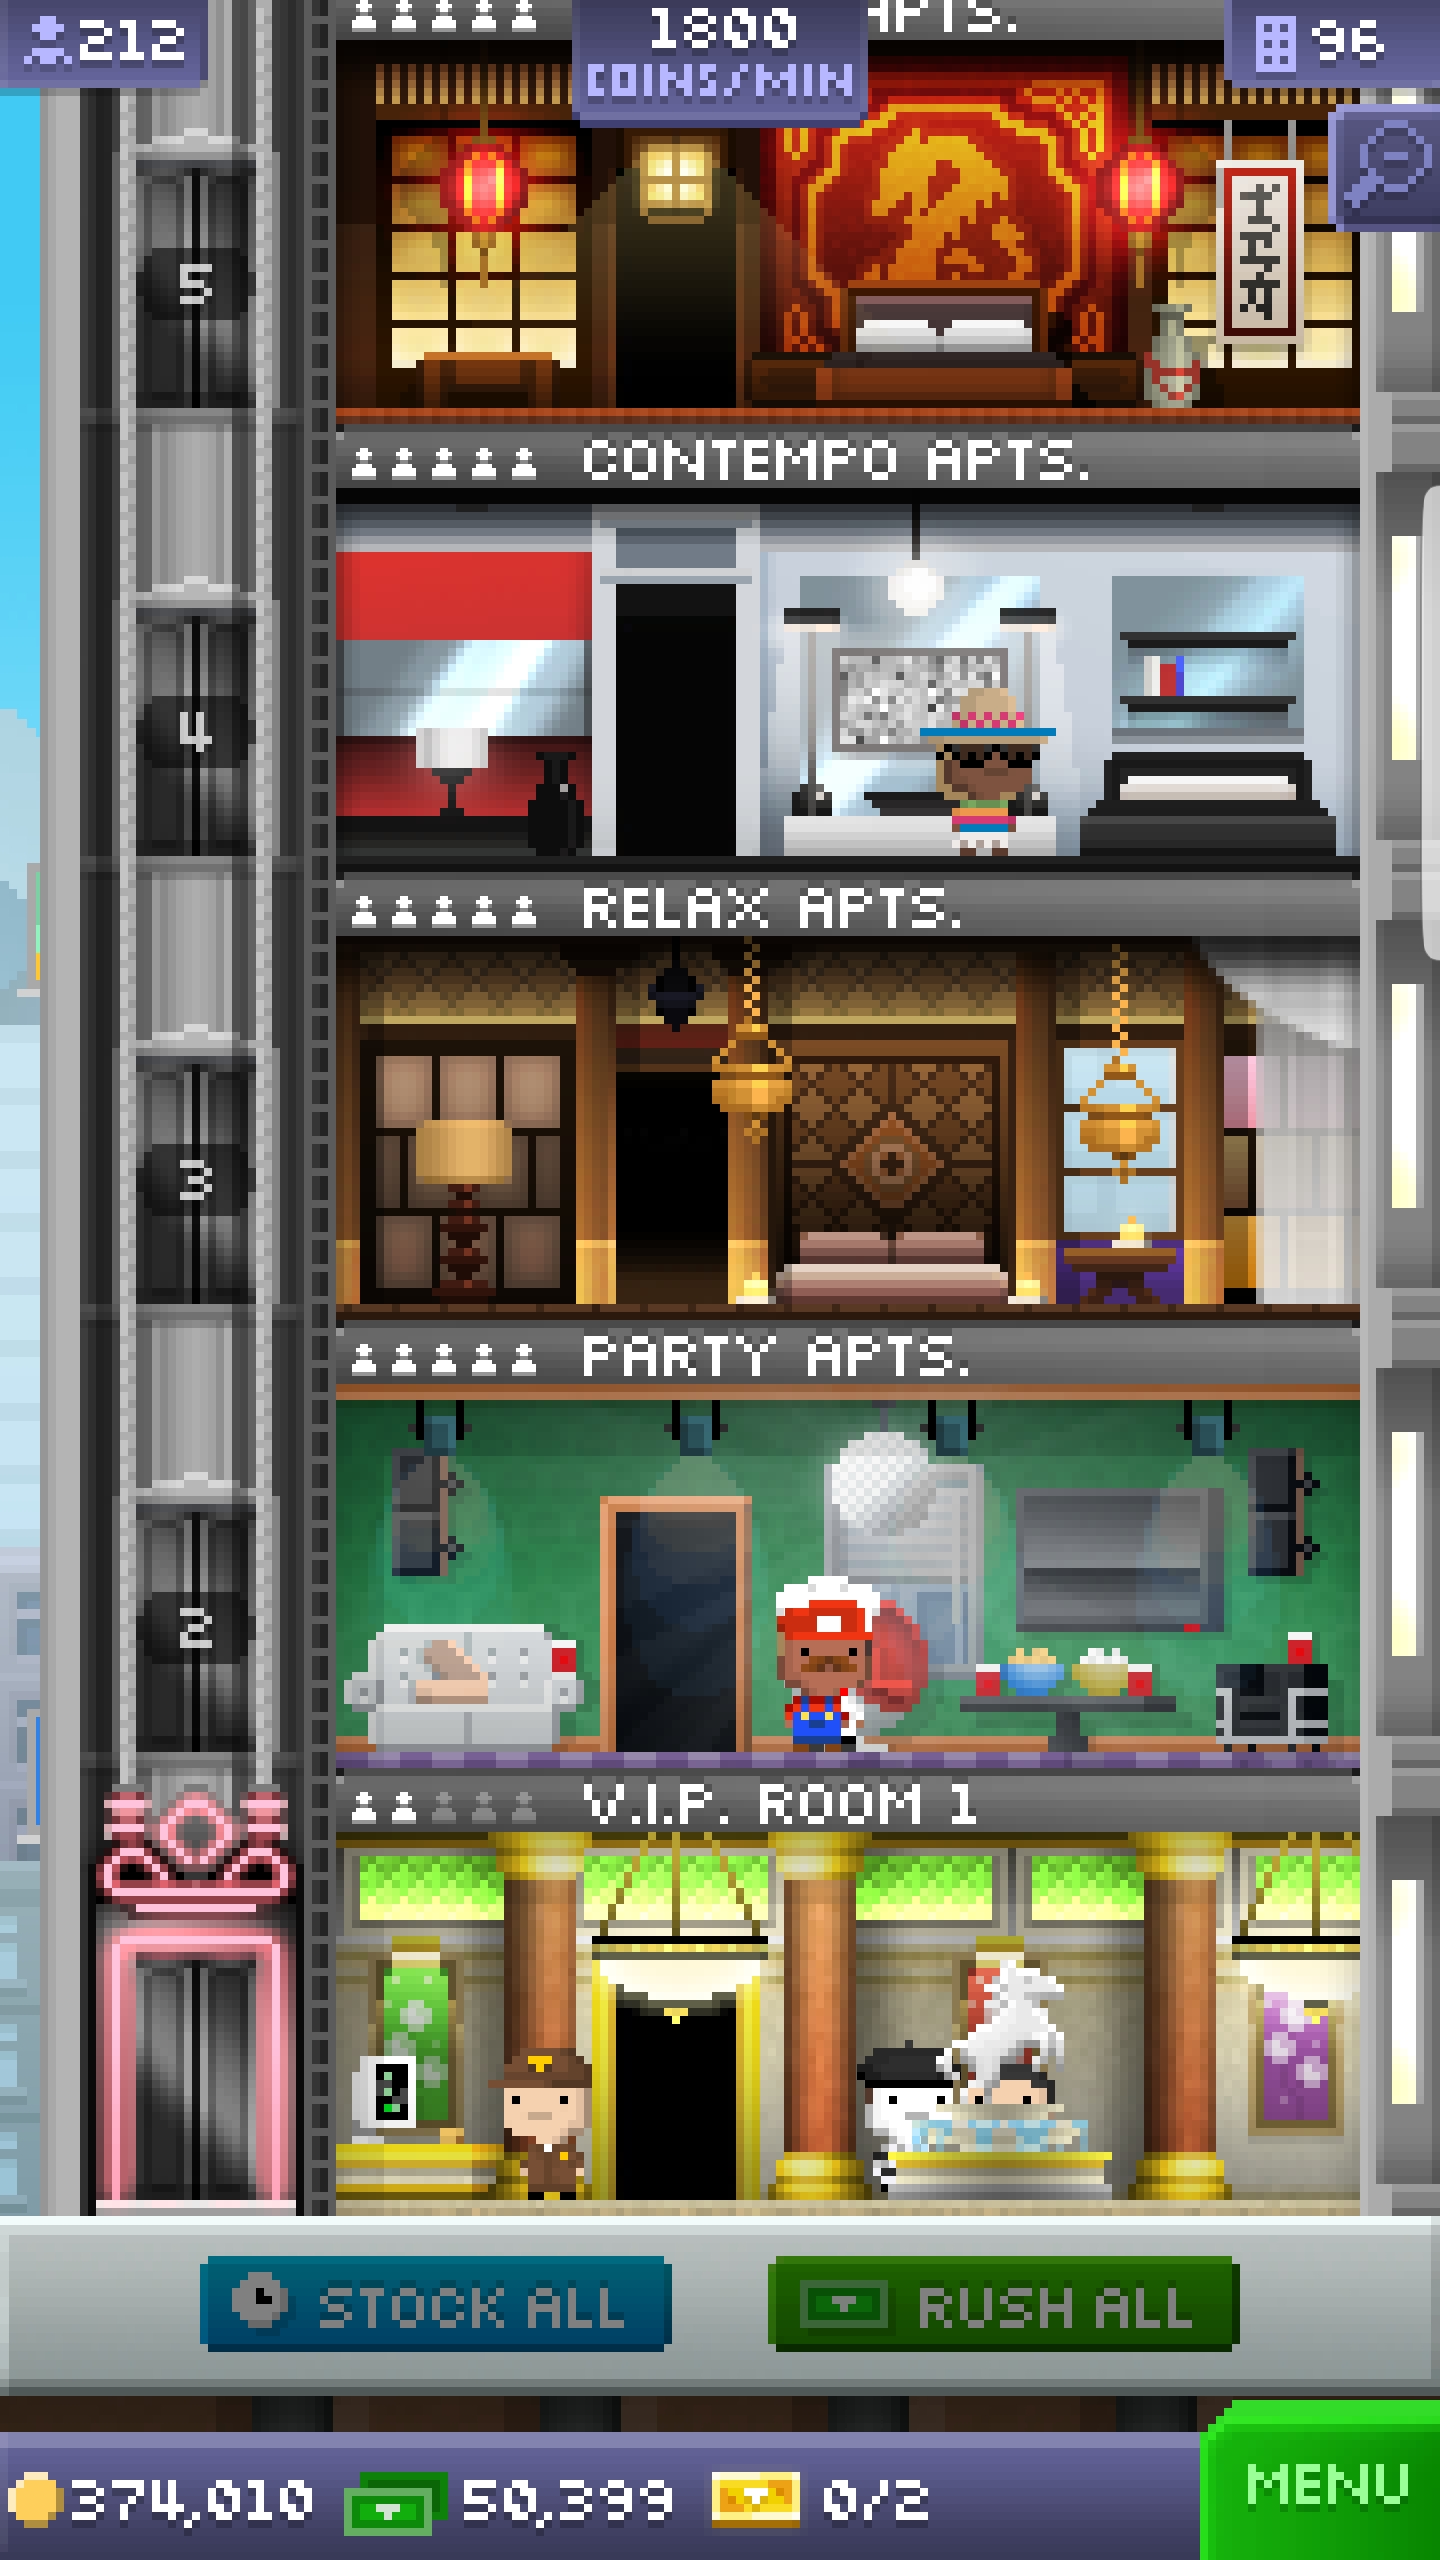 212
1800
COINS/MIN
APTS.
96
5
CONTEMPO APTS.
4
RELAX APTS.
3
PARTY APTS.
2
V.I.P. ROOM 1
STOCK ALL
RUSH ALL
374,010
50,399
0/2
MENU